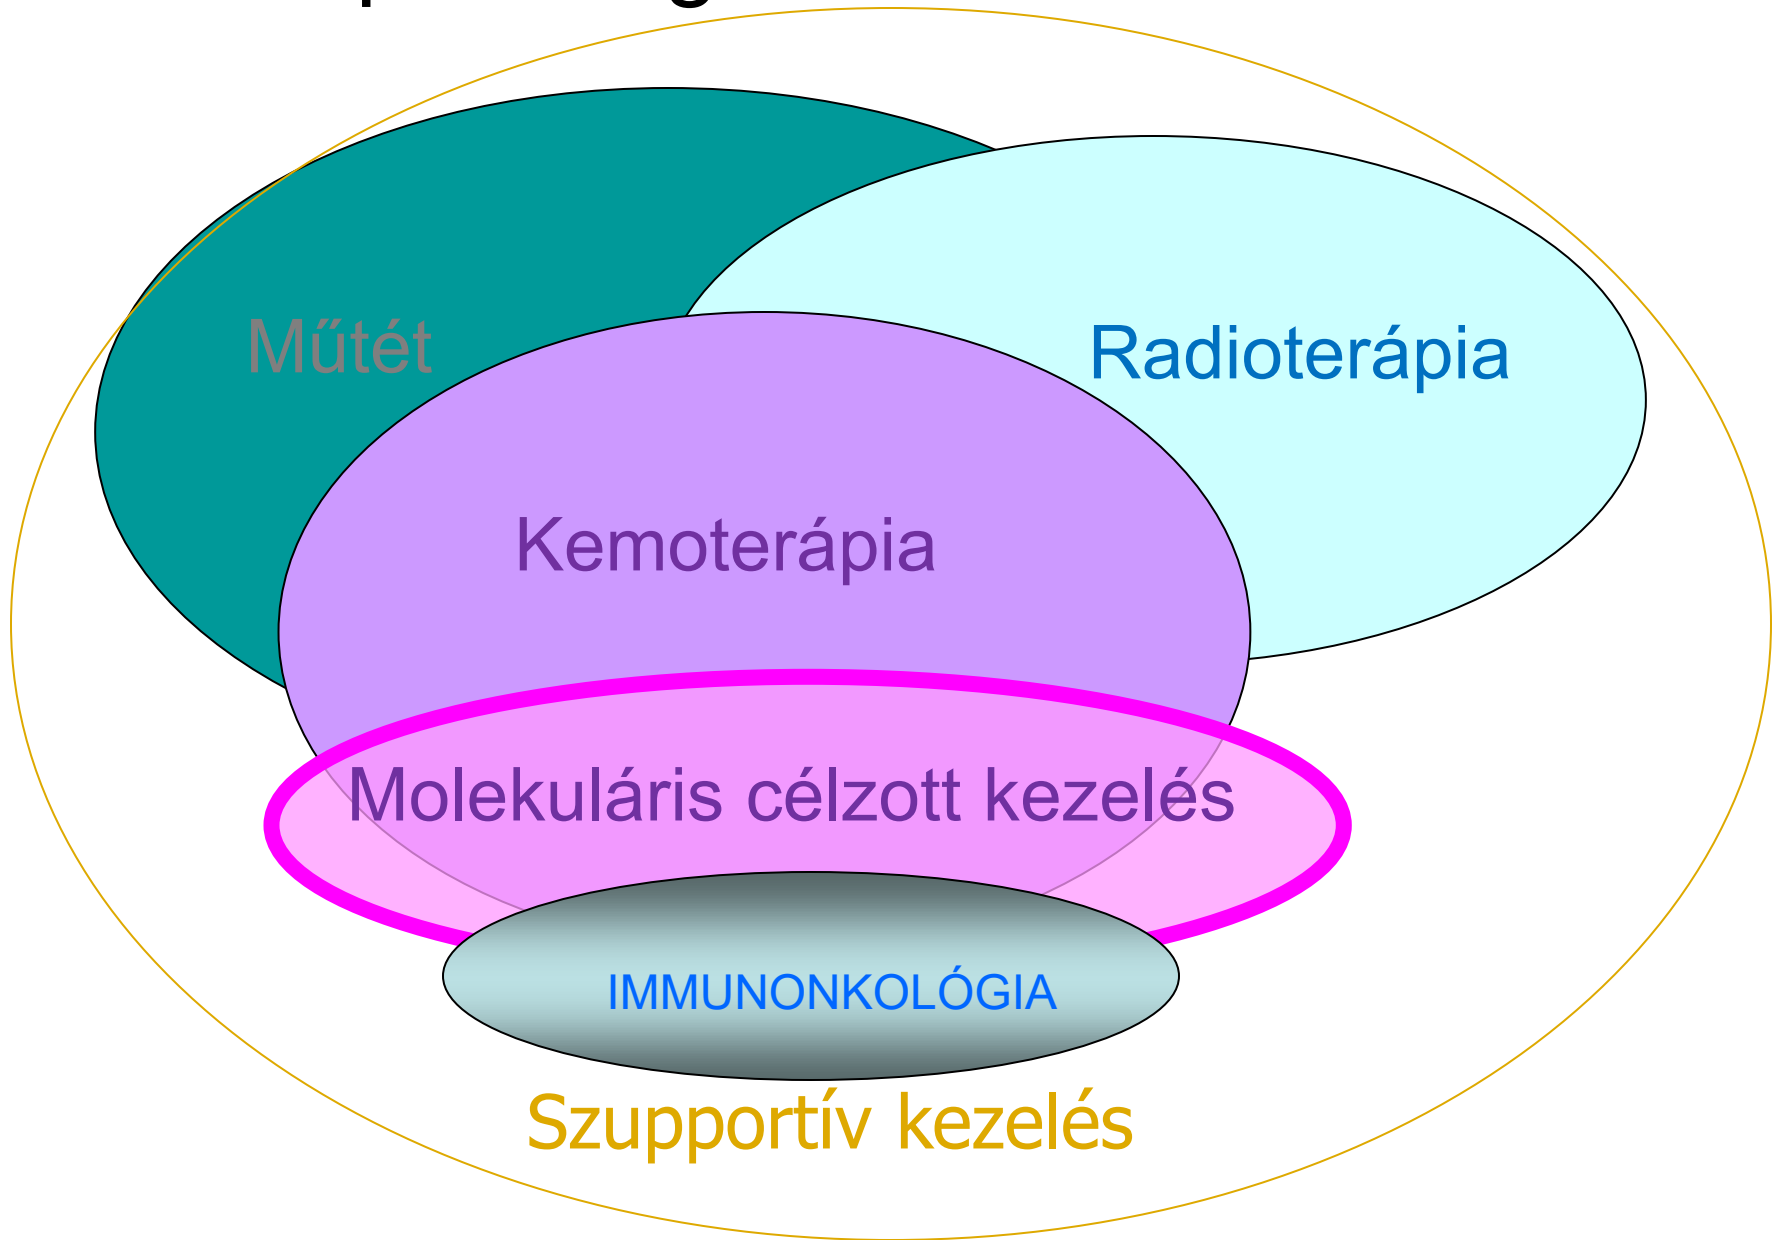 Műtét
Radioterápia
Kemoterápia
Molekuláris célzott kezelés
IMMUNONKOLÓGIA
Szupportív kezelés